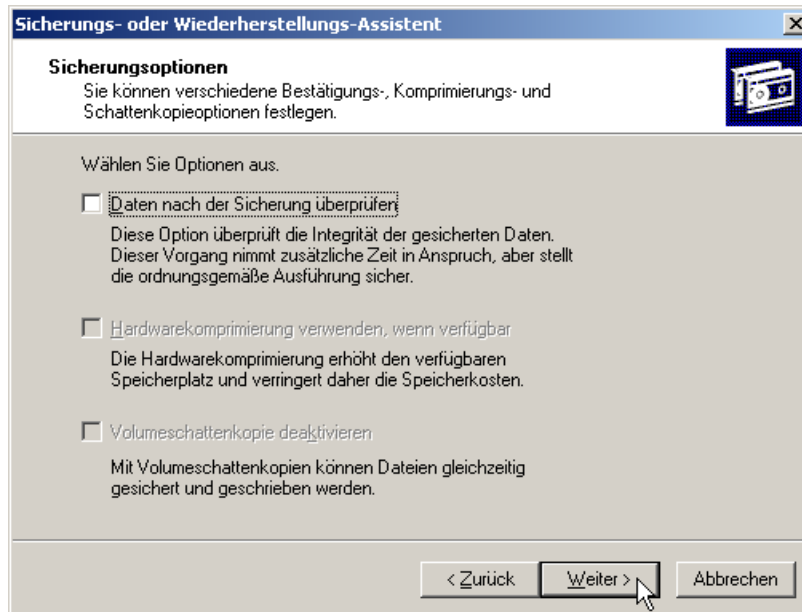 Sicherungs- oder Wiederherstellungs-Assistent
Sicherungsoptionen
Sie können verschiedene Bestätigungs-, Komprimierungs- und
Schattenkopieoptionen festlegen.
Wählen Sie Optionen aus.
Daten nach der Sicherung überprüfen
Diese Option überprüft die Integrität der gesicherten Daten.
Dieser Vorgang nimmt zusätzliche Zeit in Anspruch, aber stellt
die ordnungsgemäße Ausführung sicher.
Hardwarekomprimierung verwenden, wenn verfügbar
Die Hardwarekomprimierung erhöht den verfügbaren
Speicherplatz und verringert daher die Speicherkosten.
Volumeschattenkopie deaktivieren
Mit Volumeschattenkopien können Dateien gleichzeitig
gesichert und geschrieben werden.
< Zurück Weiter > Abbrechen